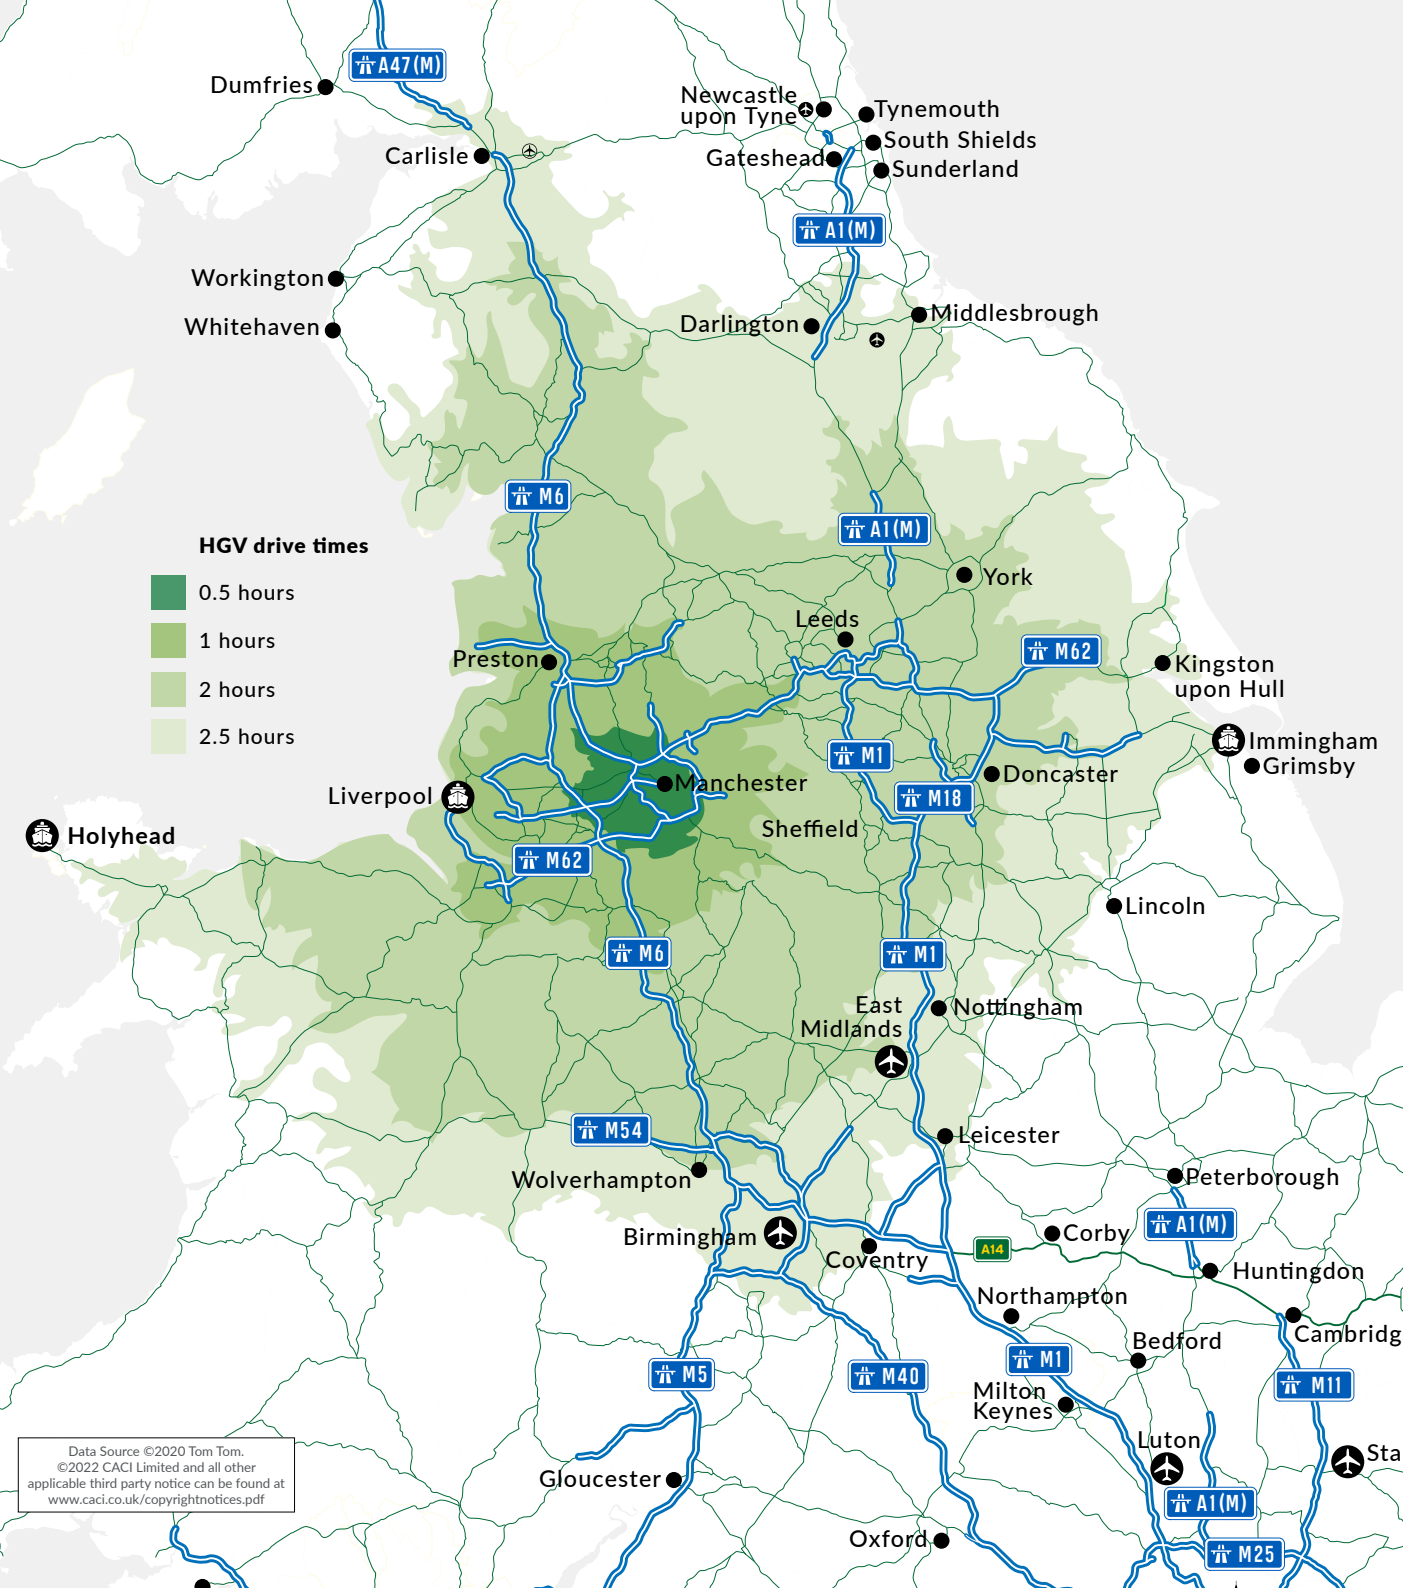 A47(M)
Dumfries
Newcastle
upon Tyne
Tynemouth
South Shields
Carlisle
Gateshead
Sunderland
A1(M)
Workington
Whitehaven
Darlington
Middlesbrough
M6
A1(M)
HGV drive times
0.5 hours
1 hours
2 hours
2.5 hours
York
Leeds
M62
Preston
Kingston
upon Hull
Immingham
Grimsby
M1
Doncaster
Manchester
Liverpool
M18
Sheffield
Holyhead
M62
Lincoln
M6
M1
East
Midlands
Nottingham
M54
Leicester
Wolverhampton
Peterborough
A1(M)
Birmingham
Corby
Coventry
A14
Huntingdon
Northampton
Cambridg
Bedford
M5
M40
M1
M11
Milton
Keynes
Luton
Sta
Data Source ©2020 Tom Tom.
©2022 CACI Limited and all other
applicable third party notice can be found at
www.caci.co.uk/copyrightnotices.pdf
Gloucester
A1(M)
Oxford
M25